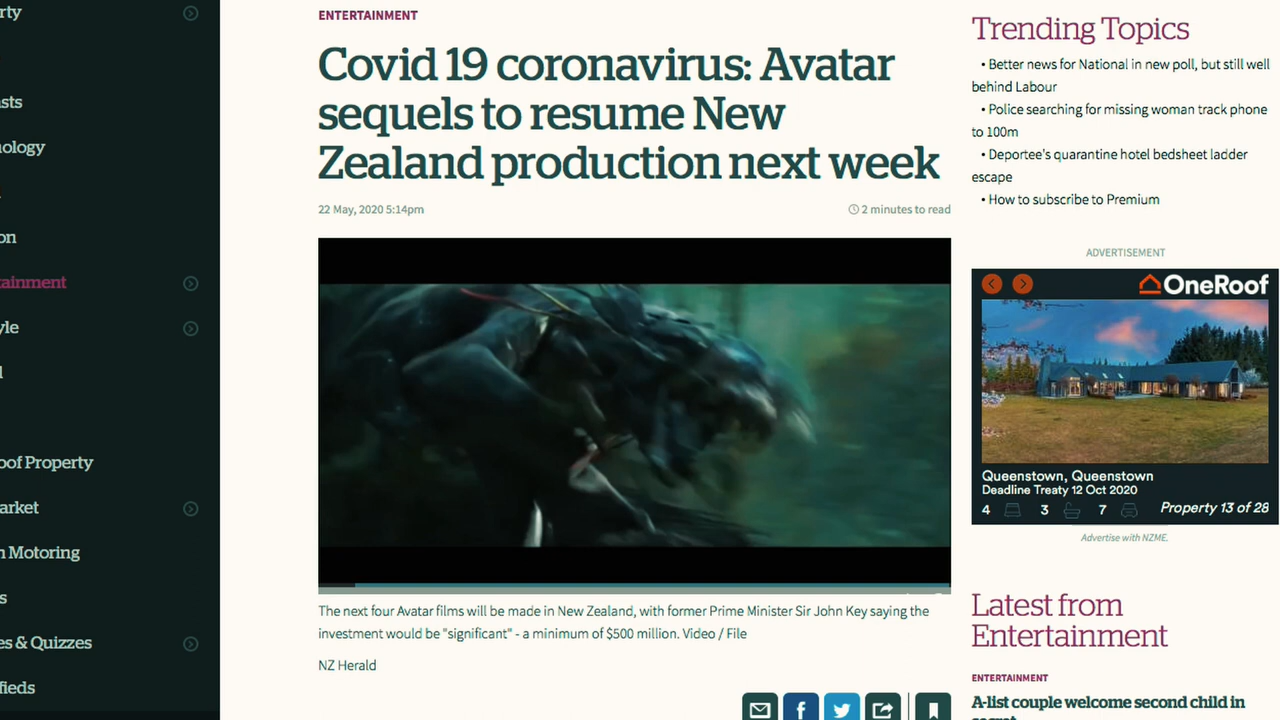 rty
sts
ology
on
tainment
yle
l
oof Property
arket
n Motoring
s
es & Quizzes
fieds
ENTERTAINMENT
Covid 19 coronavirus: Avatar
sequels to resume New
Zealand production next week
22 May, 2020 5:14pm
2 minutes to read
The next four Avatar films will be made in New Zealand, with former Prime Minister Sir John Key saying the
investment would be "significant" - a minimum of $500 million. Video / File
NZ Herald
Trending Topics
• Better news for National in new poll, but still well
behind Labour
• Police searching for missing woman track phone
to 100m
• Deportee's quarantine hotel bedsheet ladder
escape
• How to subscribe to Premium
ADVERTISEMENT
OneRoof
Queenstown, Queenstown
Deadline Treaty 12 Oct 2020
4 3 7 Property 13 of 28
Advertise with NZME.
Latest from
Entertainment
ENTERTAINMENT
A-list couple welcome second child in